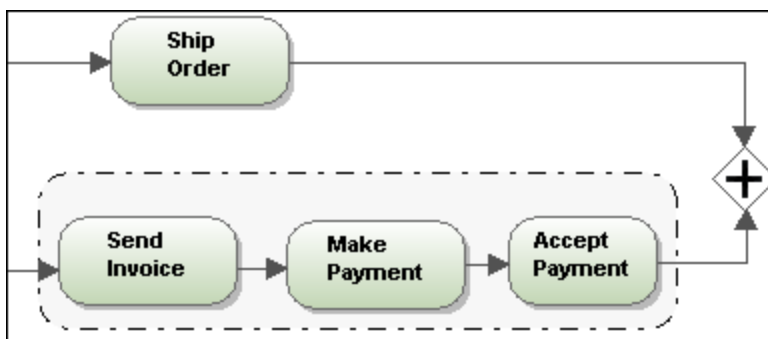 Ship
Order
Send
Invoice
Make
Payment
Accept
Payment